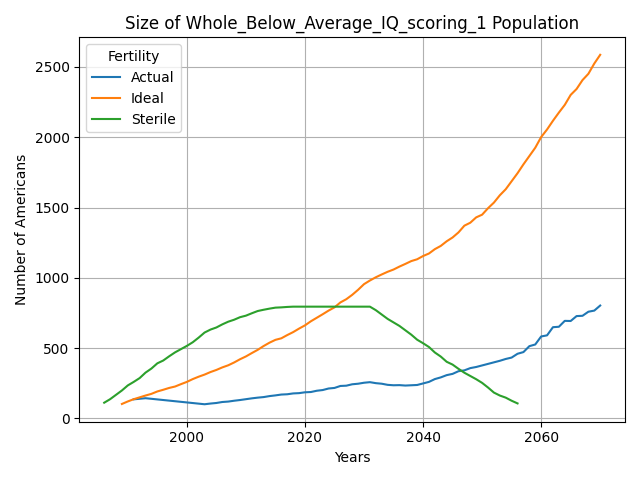 Size of Whole_Below_Average_IQ_scoring_1 Population
Fertility
Actual
Ideal
Sterile
Number of Americans
2500
2000
1500
1000
500
0
2000
2020
2040
2060
Years